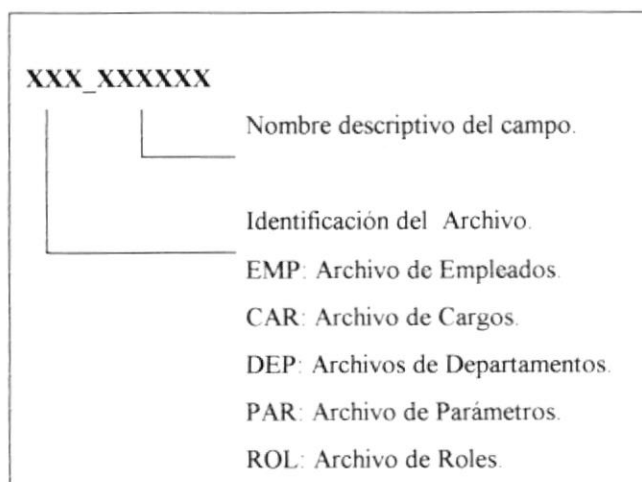 XXX_XXXXXX
Nombre descriptivo del campo.
Identificación del Archivo.
EMP: Archivo de Empleados.
CAR: Archivo de Cargos.
DEP: Archivos de Departamentos.
PAR: Archivo de Parámetros.
ROL: Archivo de Roles.